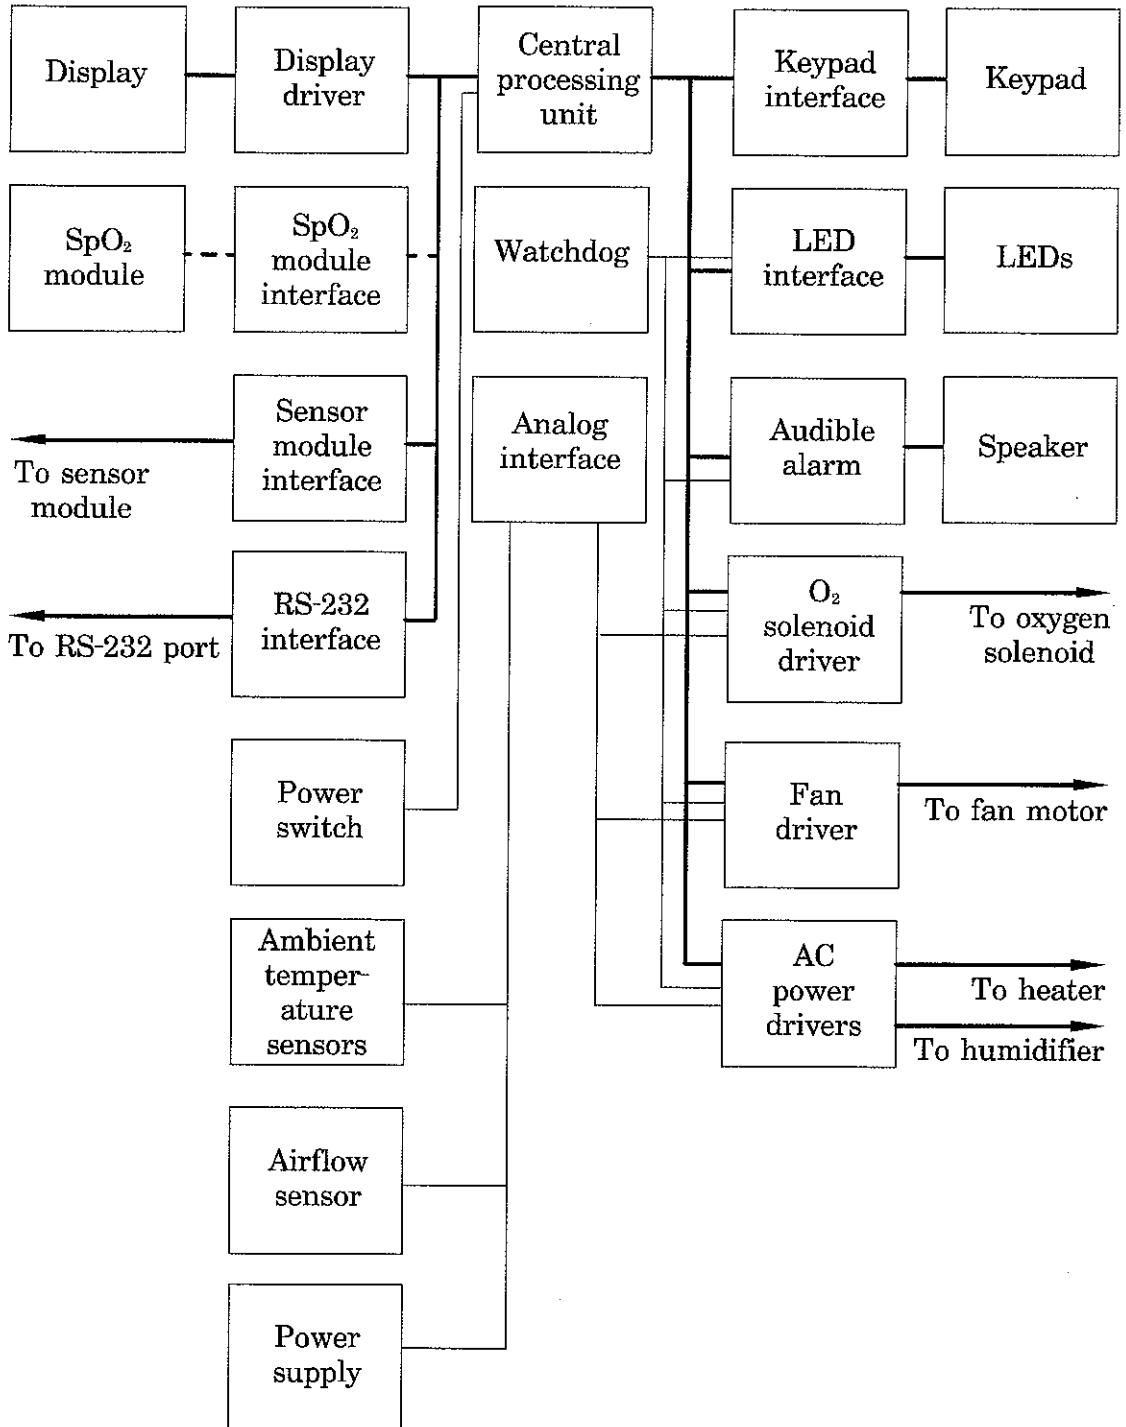 Display
Display
driver
Central
processing
unit
Keypad
interface
Keypad
SpO₂
module
SpO₂
module
interface
Watchdog
LED
interface
LEDs
Sensor
module
interface
To sensor
module
Analog
interface
Audible
alarm
Speaker
RS-232
interface
To RS-232 port
O₂
solenoid
driver
To oxygen
solenoid
Power
switch
Fan
driver
To fan motor
Ambient
temper-
ature
sensors
AC
power
drivers
To heater
To humidifier
Airflow
sensor
Power
supply